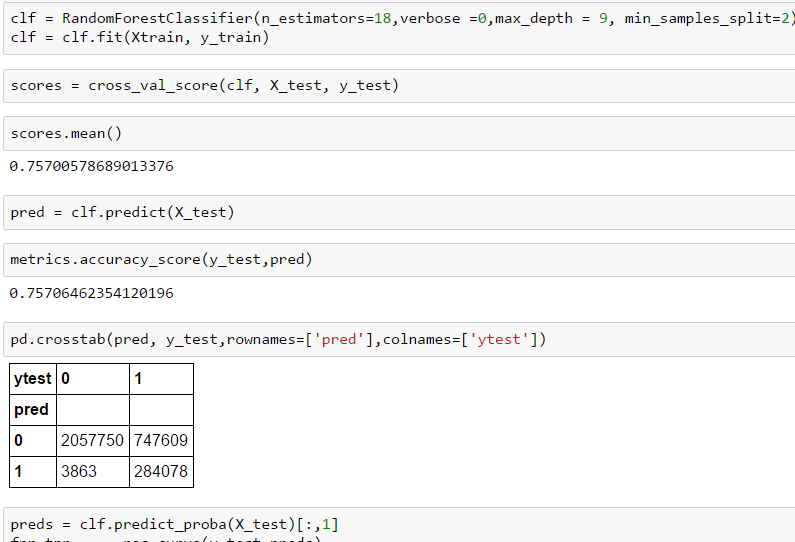 clf = RandomForestClassifier(n_estimators=18,verbose =0,max_depth = 9, min_samples_split=2)
clf = clf.fit(Xtrain, y_train)
scores = cross_val_score(clf, X_test, y_test)
scores.mean()
0.75700578689013376
pred = clf.predict(X_test)
metrics.accuracy_score(y_test,pred)
0.75706462354120196
pd.crosstab(pred, y_test,rownames=['pred'],colnames=['ytest'])
ytest 0 1
pred
0 2057750 747609
1 3863 284078
preds = clf.predict_proba(X_test)[:,1]